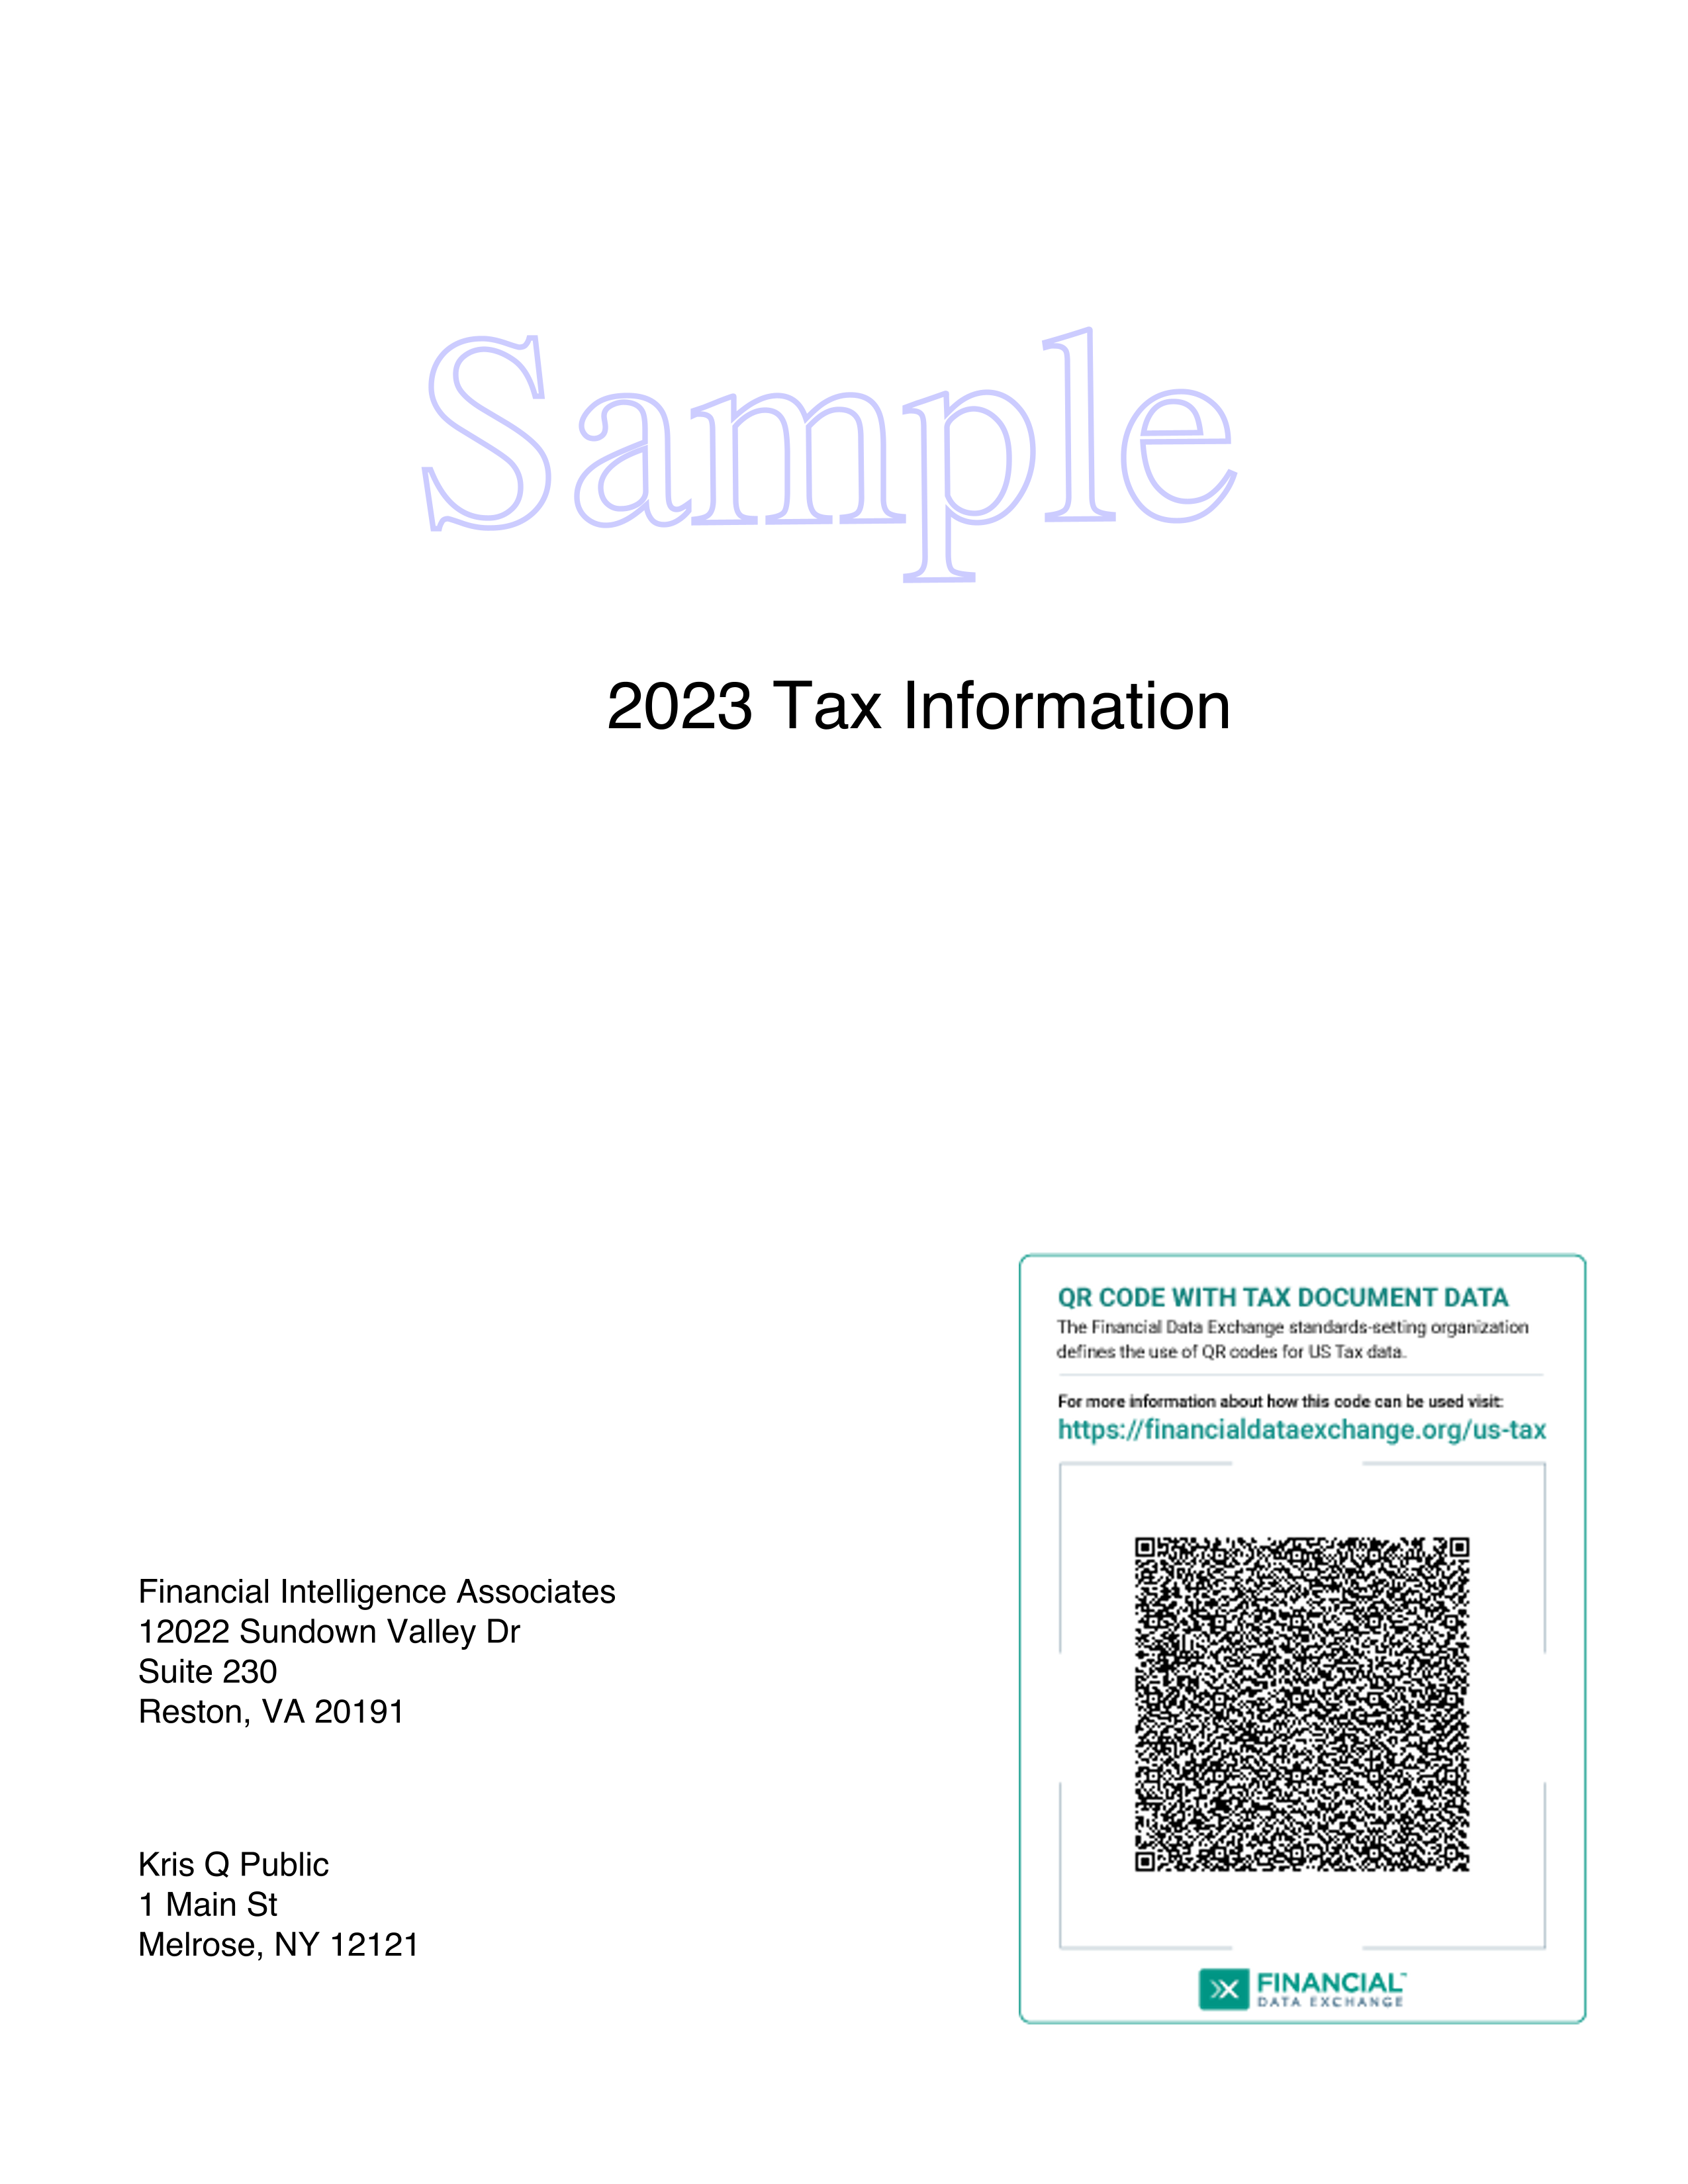 Sample
2023 Tax Information
QR CODE WITH TAX DOCUMENT DATA
The Financial Data Exchange standards-setting organization
defines the use of QR codes for US Tax data.
For more information about how this code can be used visit:
https://financialdataexchange.org/us-tax
Financial Intelligence Associates
12022 Sundown Valley Dr
Suite 230
Reston, VA 20191
Kris Q Public
1 Main St
Melrose, NY 12121
FINANCIAL™
DATA EXCHANGE